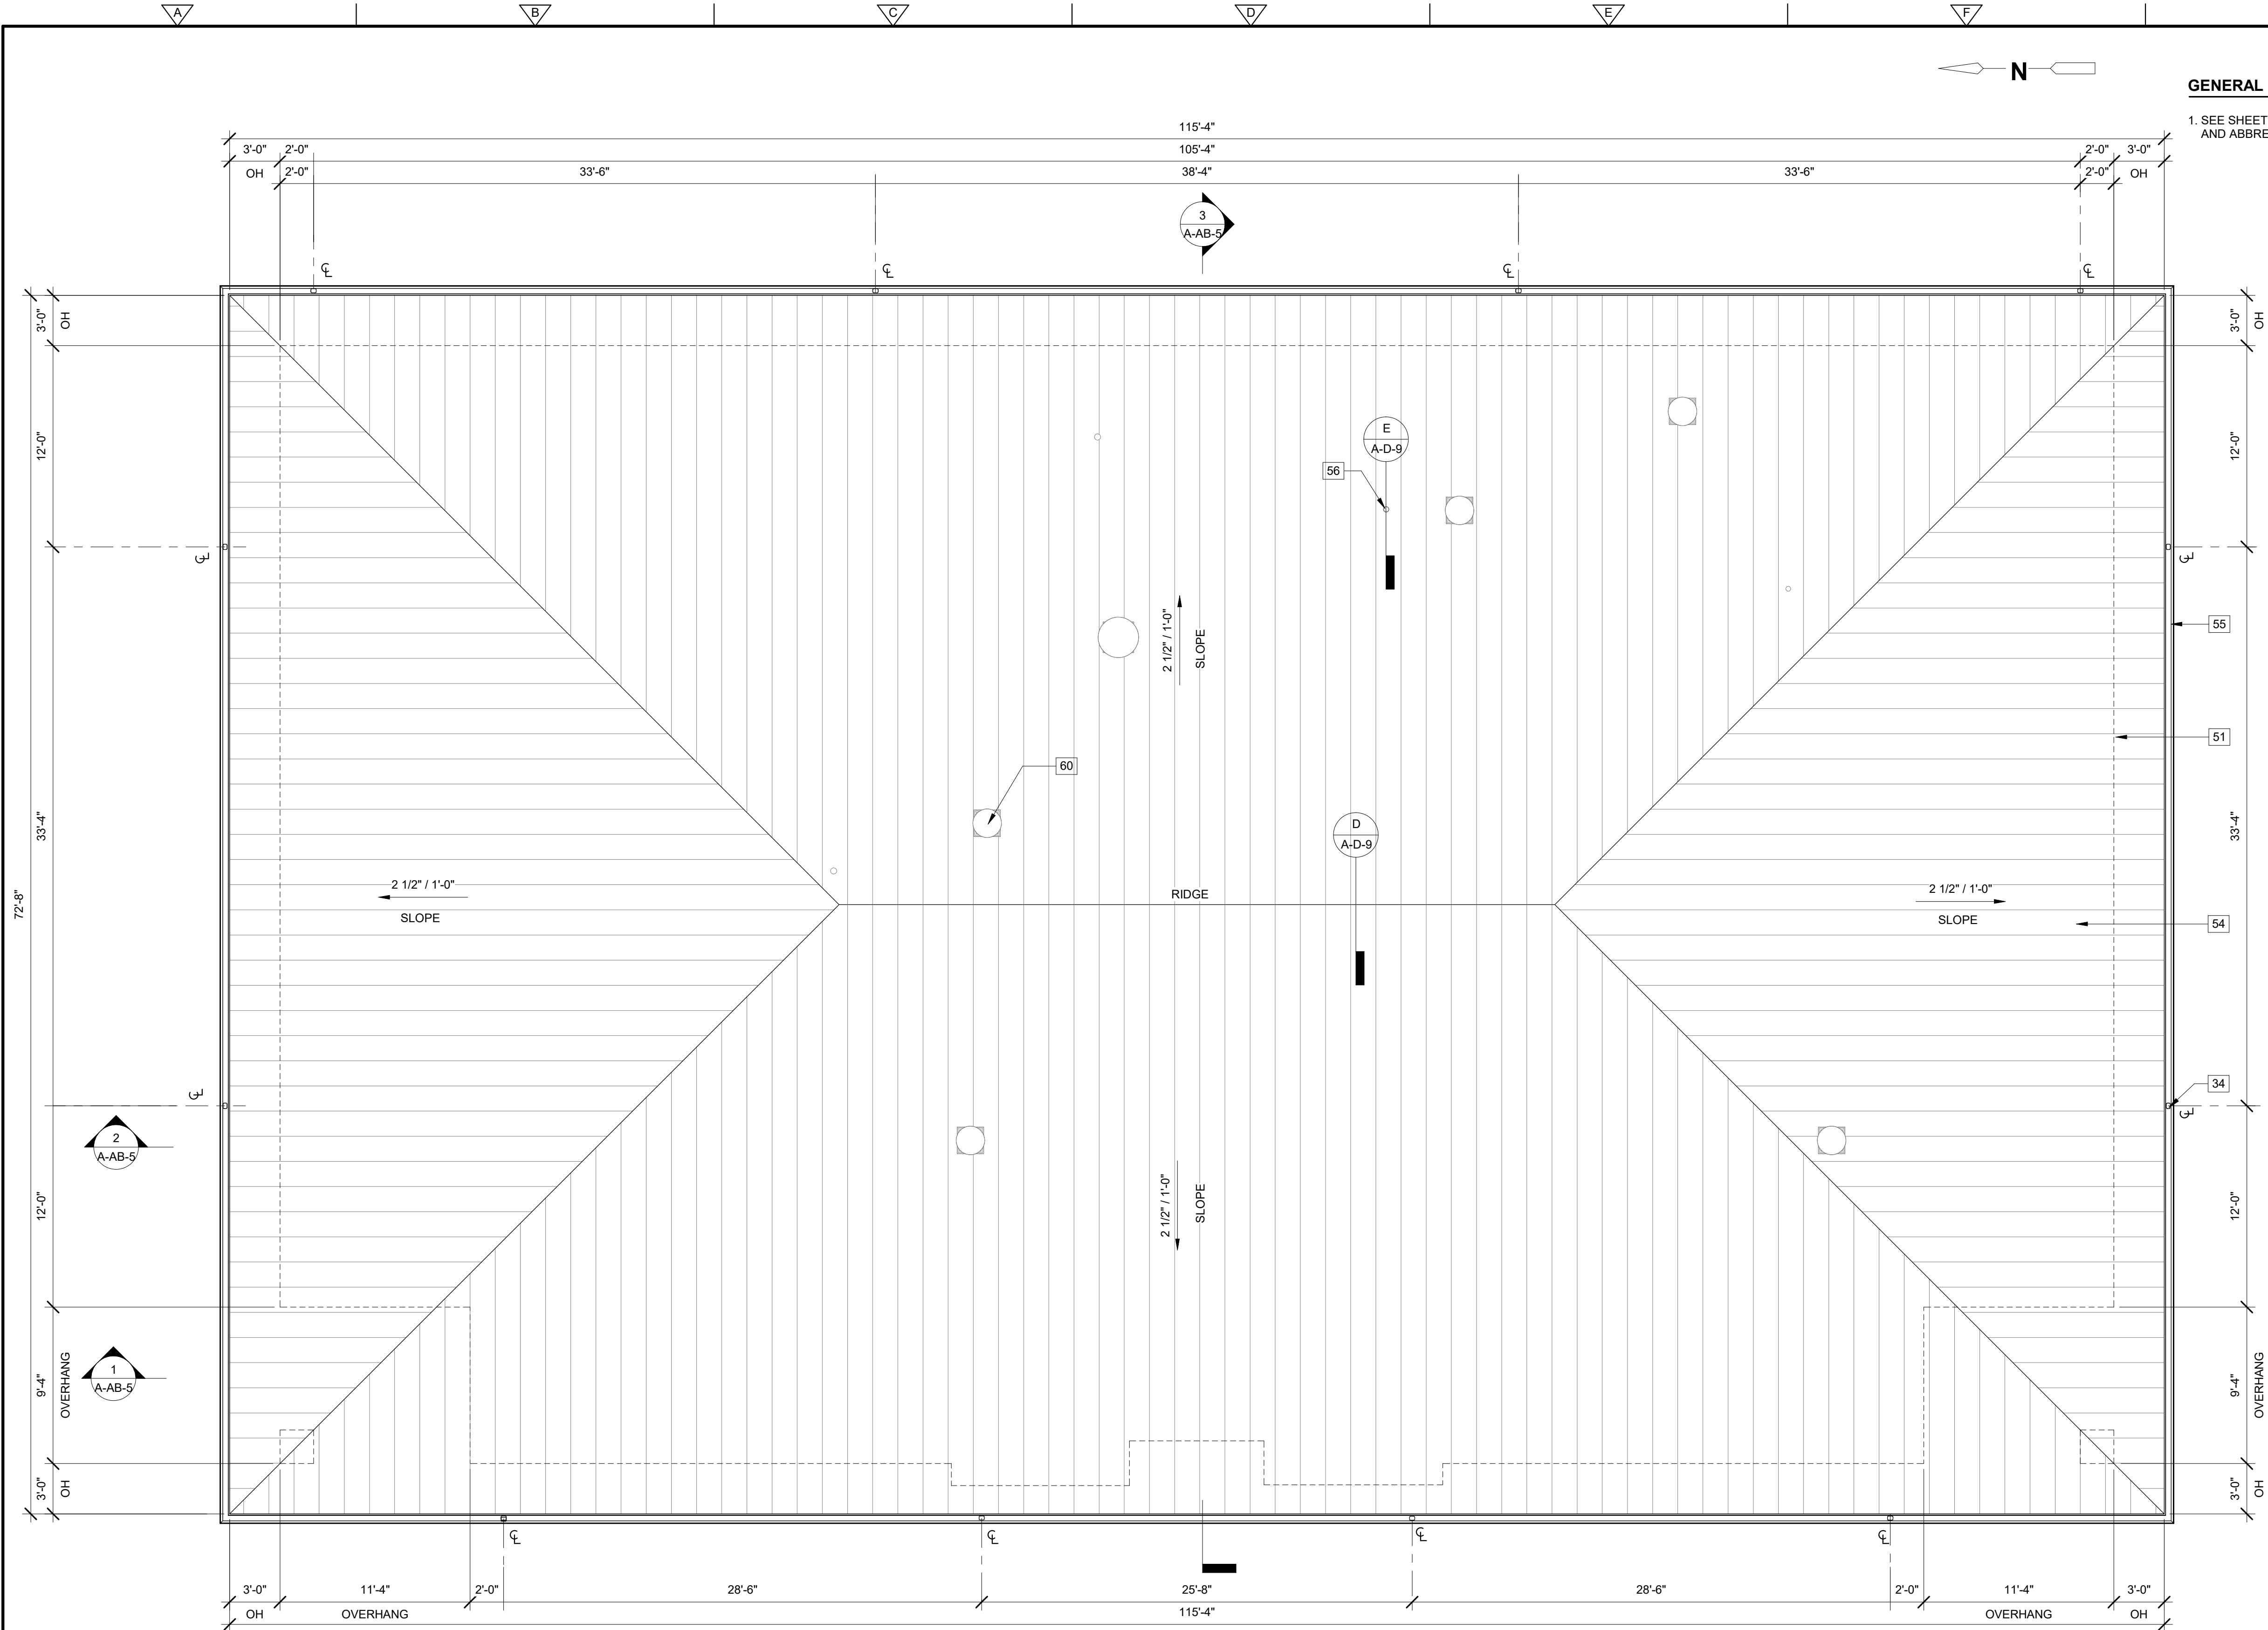 A
B
C
D
E
F
N
GENERAL
1. SEE SHEET
AND ABBRE
115'-4"
3'-0" 2'-0" 105'-4" 2'-0" 3'-0"
OH 2'-0" 33'-6" 38'-4" 33'-6" 2'-0" OH
3
A-AB-5
℄ ℄ ℄ ℄
3'-0"
OH
3'-0"
OH
12'-0"
12'-0"
E
A-D-9
56
℄
℄
55
2 1/2" / 1'-0"
SLOPE
51
60
33'-4"
33'-4"
72'-8"
D
A-D-9
RIDGE
2 1/2" / 1'-0"
SLOPE
2 1/2" / 1'-0"
SLOPE
54
34
℄
℄
2
A-AB-5
12'-0"
12'-0"
2 1/2" / 1'-0"
SLOPE
1
A-AB-5
9'-4"
OVERHANG
9'-4"
OVERHANG
3'-0"
OH
3'-0"
OH
℄ ℄ ℄ ℄
3'-0" 11'-4" 2'-0" 28'-6" 25'-8" 28'-6" 2'-0" 11'-4" 3'-0"
OH OVERHANG 115'-4" OVERHANG OH